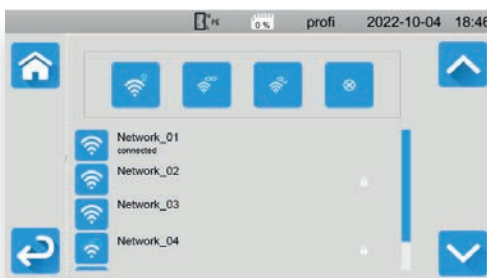 0 % profi 2022-10-04 18:46
Network_01
connected
Network_02
Network_03
Network_04